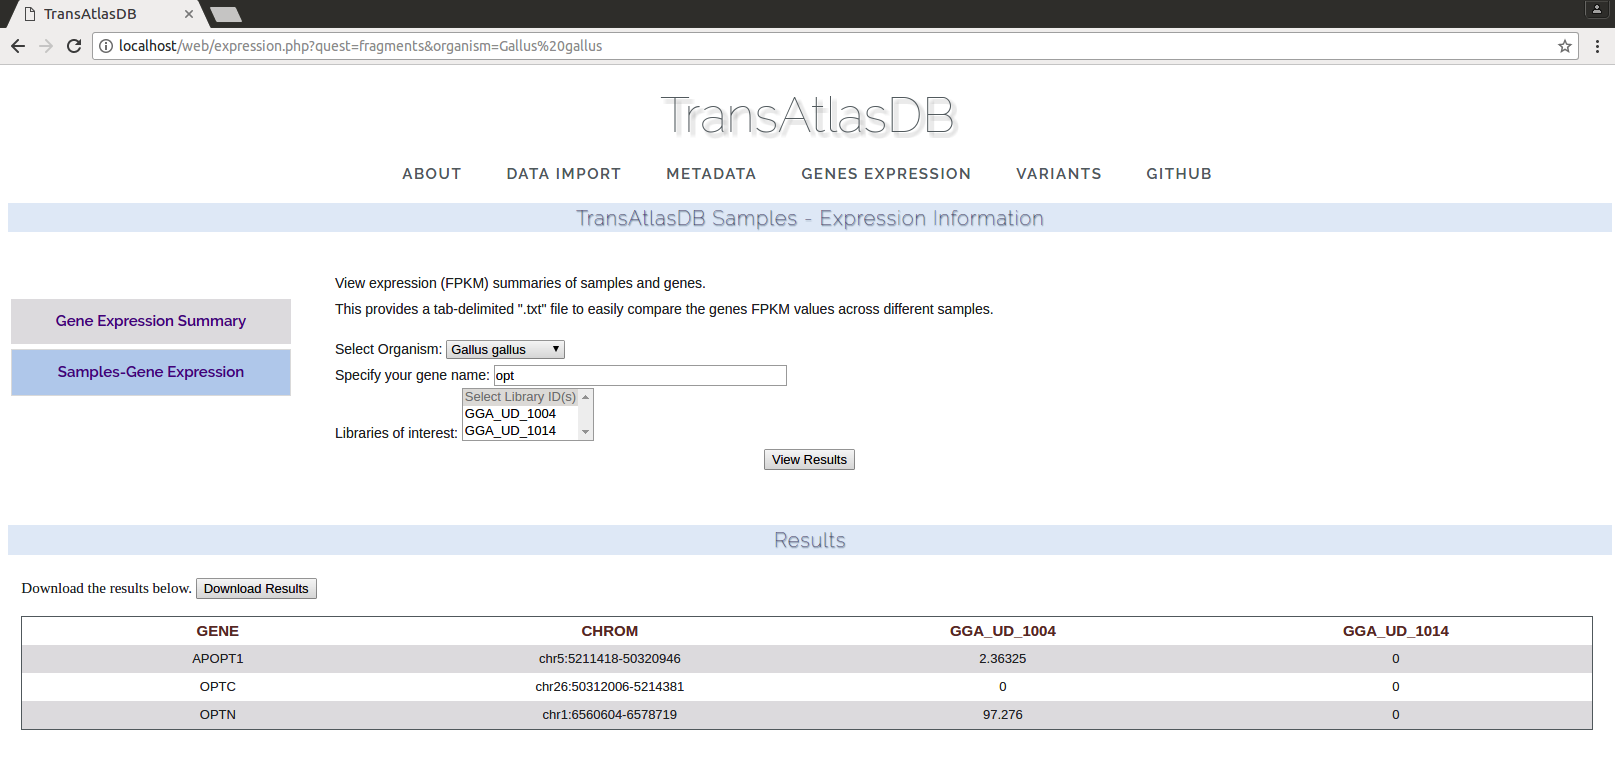 TransAtlasDB
localhost/web/expression.php?quest=fragments&organism=Gallus%20gallus
TransAtlasDB
ABOUT DATA IMPORT METADATA GENES EXPRESSION VARIANTS GITHUB
TransAtlasDB Samples - Expression Information
View expression (FPKM) summaries of samples and genes.
This provides a tab-delimited ".txt" file to easily compare the genes FPKM values across different samples.
Gene Expression Summary
Samples-Gene Expression
Select Organism: Gallus gallus
Specify your gene name: opt
Select Library ID(s)
GGA_UD_1004
GGA_UD_1014
Libraries of interest:
View Results
Results
Download the results below. Download Results
GENE CHROM GGA_UD_1004 GGA_UD_1014
APOPT1 chr5:5211418-50320946 2.36325 0
OPTC chr26:50312006-5214381 0 0
OPTN chr1:6560604-6578719 97.276 0